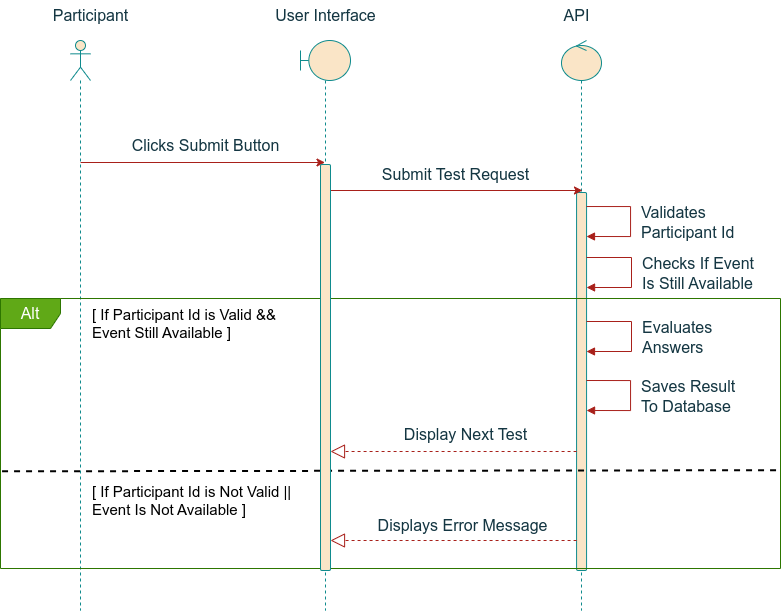 Participant
User Interface
API
Clicks Submit Button
Submit Test Request
Validates
Participant Id
Checks If Event
Is Still Available
Alt
[ If Participant Id is Valid &&
Event Still Available ]
Evaluates
Answers
Saves Result
To Database
Display Next Test
[ If Participant Id is Not Valid ||
Event Is Not Available ]
Displays Error Message